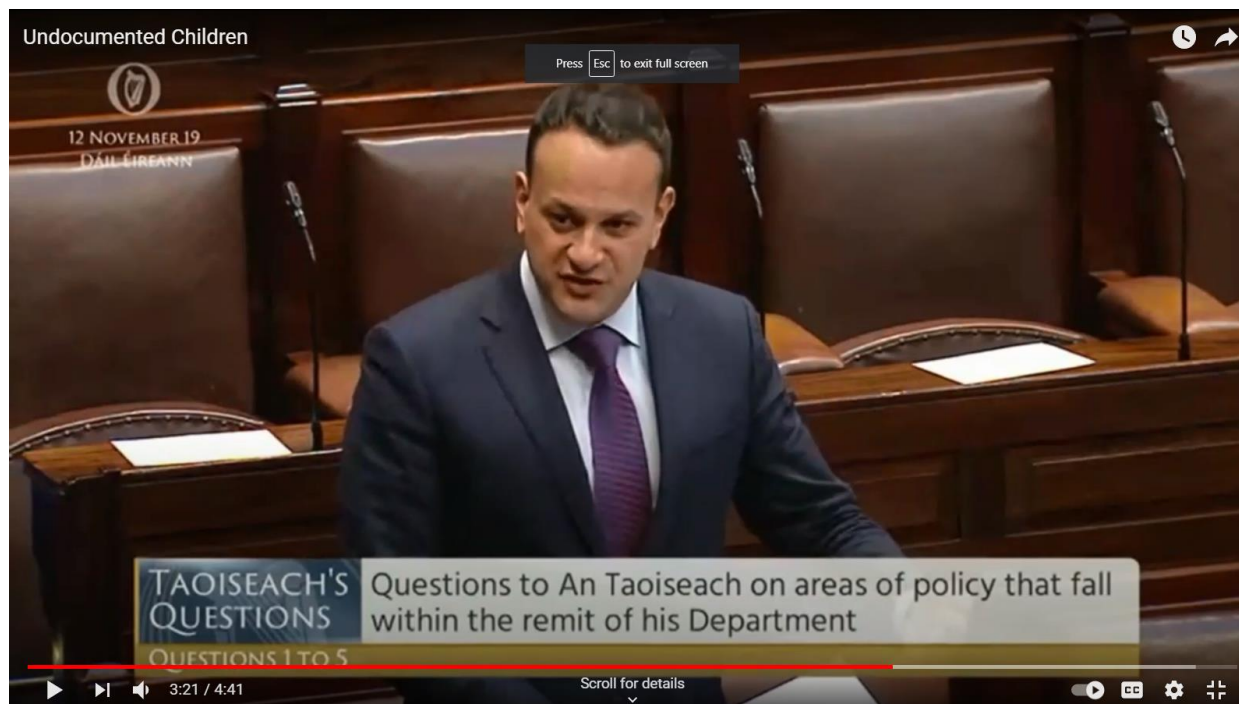 Undocumented Children
Press Esc to exit full screen
12 November 19
Dáil Éireann
Taoiseach's
Questions
Questions to An Taoiseach on areas of policy that fall
within the remit of his Department
Questions 1 to 5
3:21 / 4:41
Scroll for details
CC